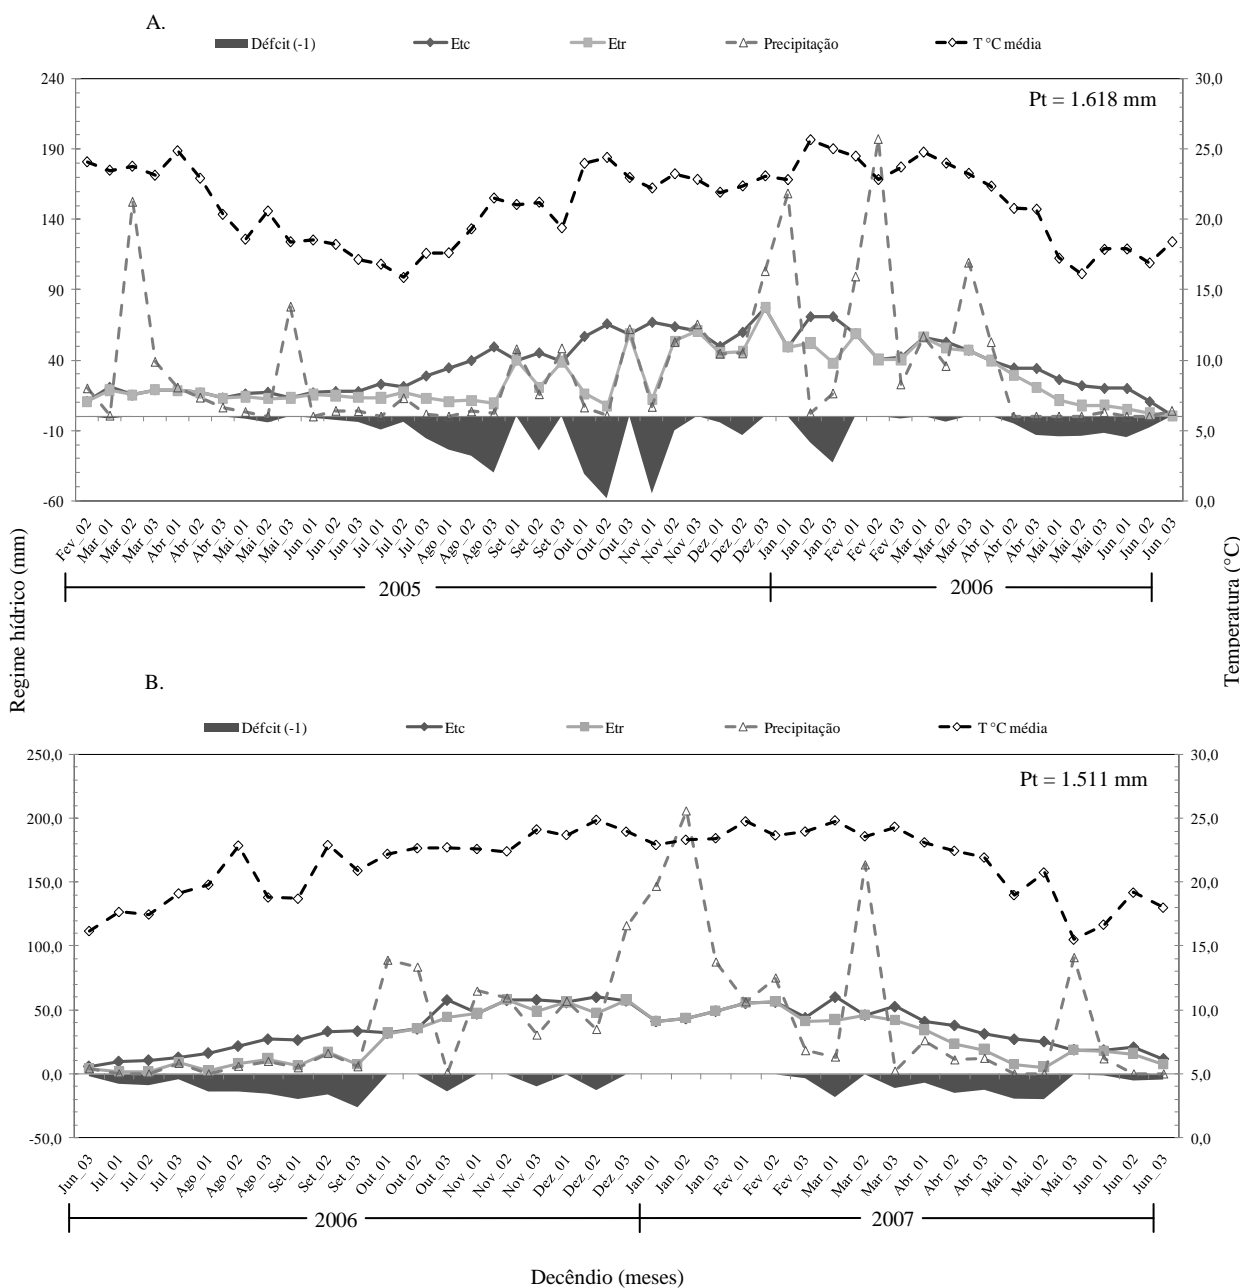 A.
Défcit (-1) Etc Etr Precipitação T °C média
Pt = 1.618 mm
240 190 140 90 40 -10 -60
30,0 25,0 20,0 15,0 10,0 5,0 0,0
Fev_02 Mar_01 Mar_02 Mar_03 Abr_01 Abr_02 Abr_03 Mai_01 Mai_02 Mai_03 Jun_01 Jun_02 Jun_03 Jul_01 Jul_02 Jul_03 Ago_01 Ago_02 Ago_03 Set_01 Set_02 Set_03 Out_01 Out_02 Out_03 Nov_01 Nov_02 Nov_03 Dez_01 Dez_02 Dez_03 Jan_01 Jan_02 Jan_03 Fev_01 Fev_02 Fev_03 Mar_01 Mar_02 Mar_03 Abr_01 Abr_02 Abr_03 Mai_01 Mai_02 Mai_03 Jun_01 Jun_02 Jun_03
2005 2006
Regime hídrico (mm)
Temperatura (°C)
B.
Défcit (-1) Etc Etr Precipitação T °C média
Pt = 1.511 mm
250,0 200,0 150,0 100,0 50,0 0,0 -50,0
30,0 25,0 20,0 15,0 10,0 5,0 0,0
Jun_03 Jul_01 Jul_02 Jul_03 Ago_01 Ago_02 Ago_03 Set_01 Set_02 Set_03 Out_01 Out_02 Out_03 Nov_01 Nov_02 Nov_03 Dez_01 Dez_02 Dez_03 Jan_01 Jan_02 Jan_03 Fev_01 Fev_02 Fev_03 Mar_01 Mar_02 Mar_03 Abr_01 Abr_02 Abr_03 Mai_01 Mai_02 Mai_03 Jun_01 Jun_02 Jun_03
2006 2007
Decêndio (meses)